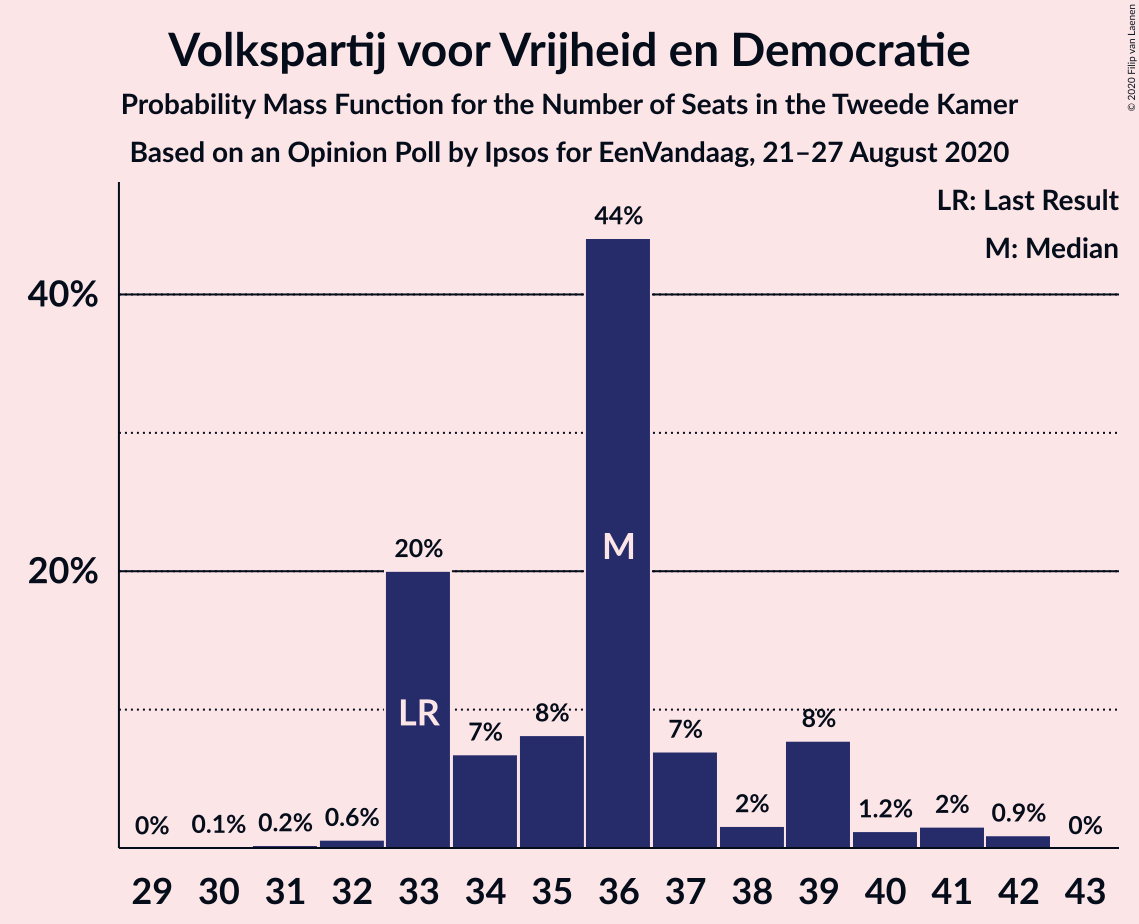 Volkspartij voor Vrijheid en Democratie
Probability Mass Function for the Number of Seats in the Tweede Kamer
Based on an Opinion Poll by Ipsos for EenVandaag, 21–27 August 2020
© 2020 Filip van Laenen
LR: Last Result
M: Median
40%
20%
0%
0.1%
0.2%
0.6%
20%
7%
8%
44%
7%
2%
8%
1.2%
2%
0.9%
0%
LR
M
29 30 31 32 33 34 35 36 37 38 39 40 41 42 43